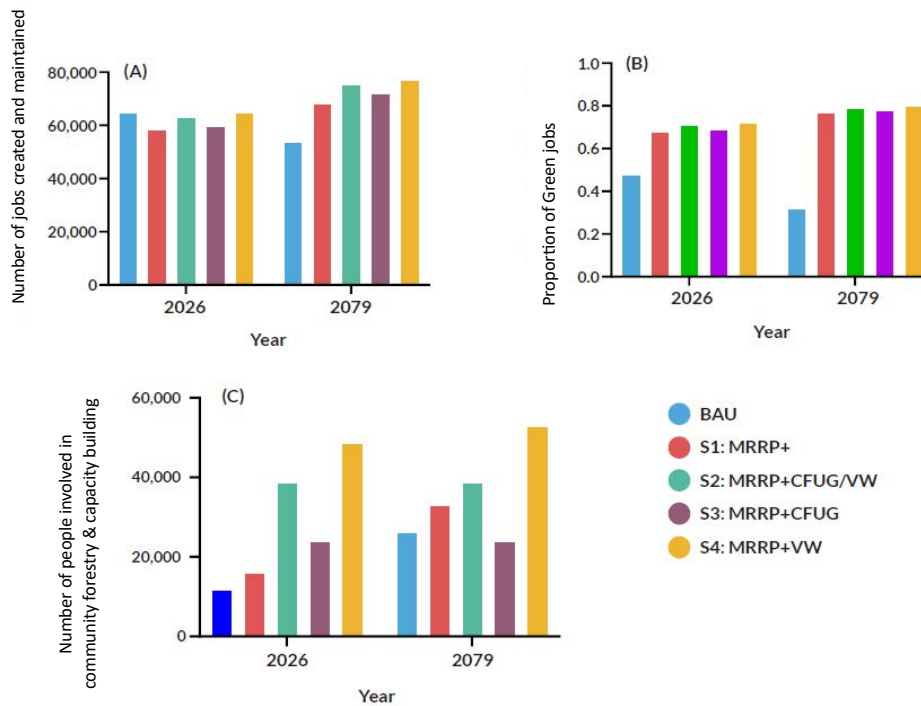 Number of jobs created and maintained
(A)
80,000
60,000
40,000
20,000
0
2026 2079
Year
Proportion of Green jobs
(B)
1.0
0.8
0.6
0.4
0.2
0.0
2026 2079
Year
Number of people involved in
community forestry & capacity building
(C)
60,000
40,000
20,000
0
2026 2079
Year
BAU
S1: MRRP+
S2: MRRP+CFUG/VW
S3: MRRP+CFUG
S4: MRRP+VW